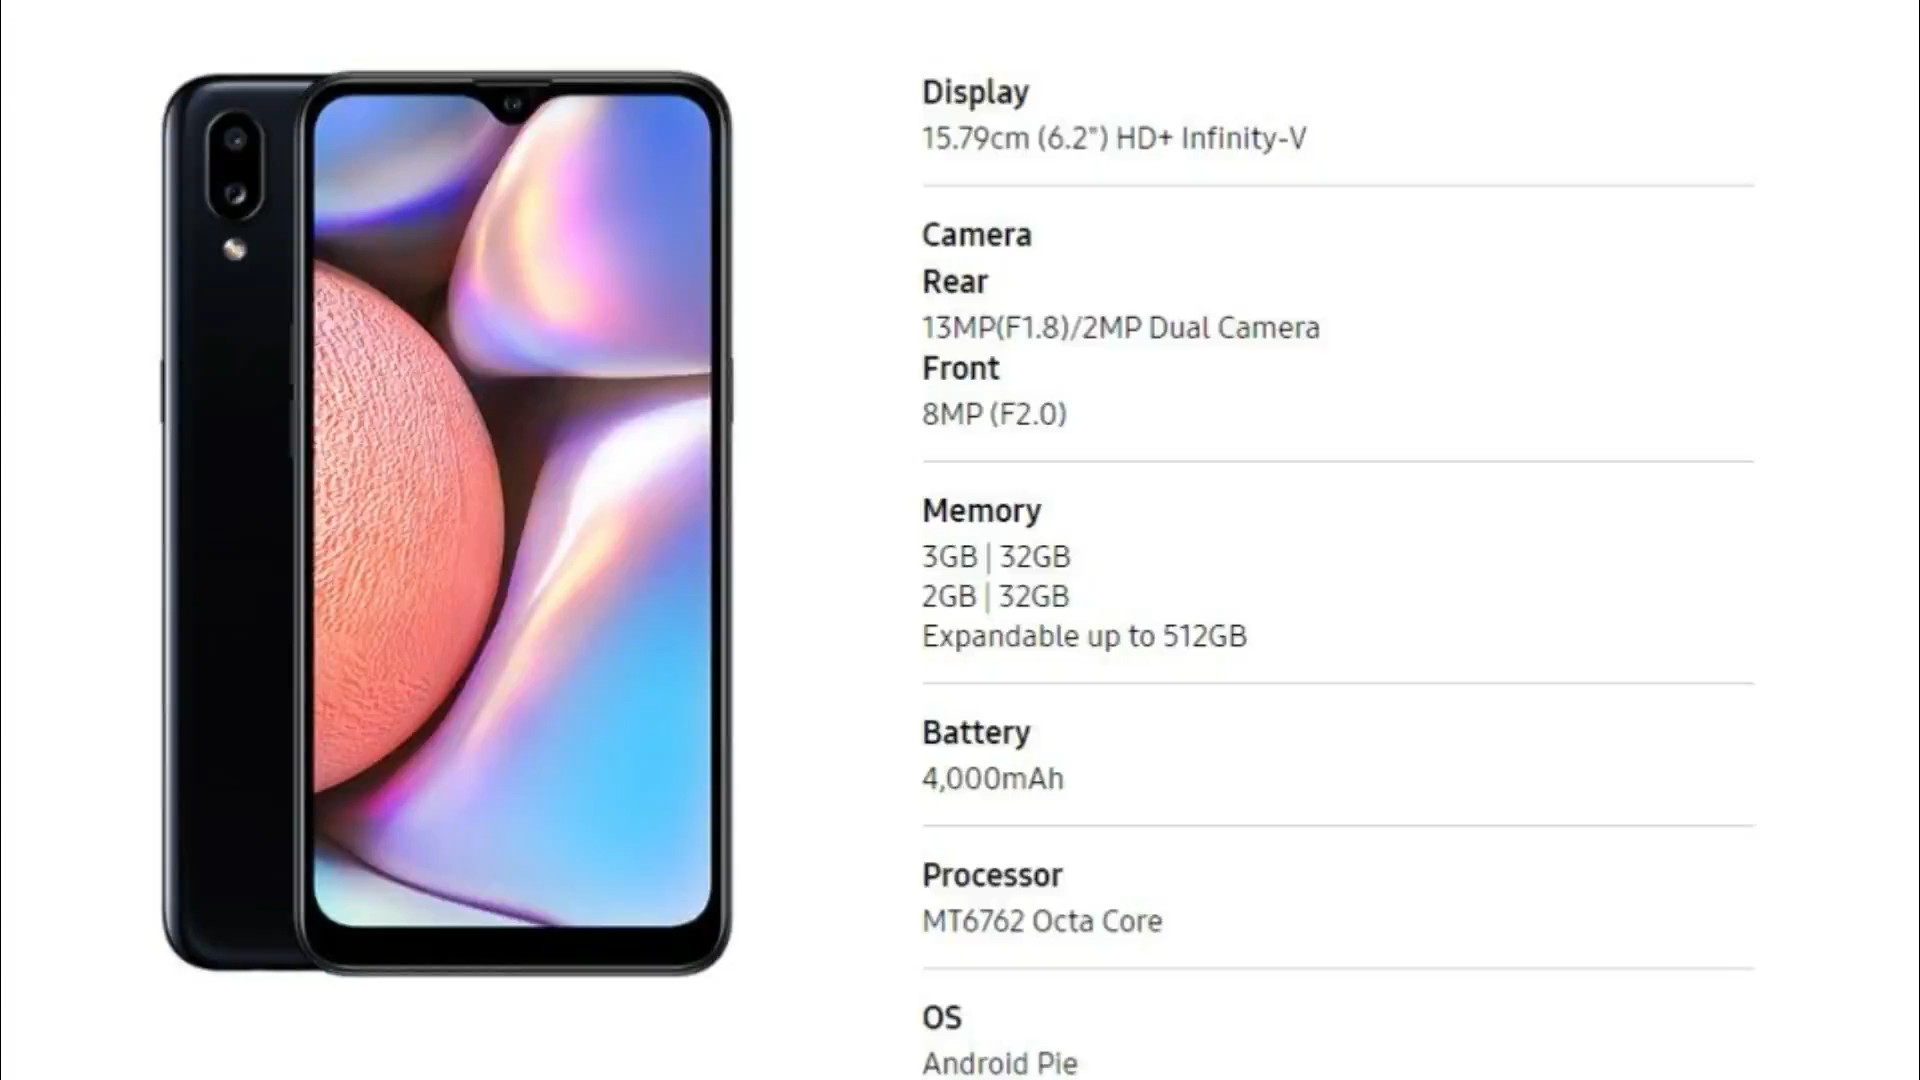 Display
15.79cm (6.2") HD+ Infinity-V
Camera
Rear
13MP(F1.8)/2MP Dual Camera
Front
8MP (F2.0)
Memory
3GB | 32GB
2GB | 32GB
Expandable up to 512GB
Battery
4,000mAh
Processor
MT6762 Octa Core
OS
Android Pie